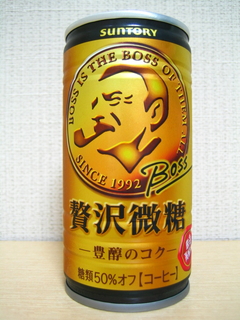 SUNTORY
BOSS IS THE BOSS OF THEM ALL
SINCE 1992
BOSS
贅沢微糖
—豊醇のコク—
糖類50%オフ【コーヒー】